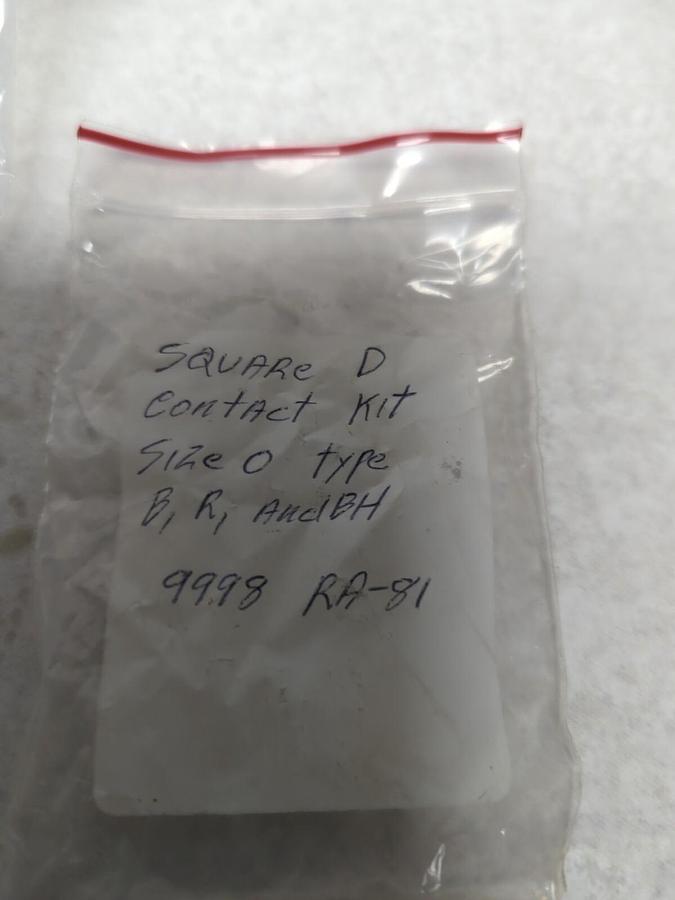 SQUARE D
CONTACT KIT
SIZE 0 TYPE
B, R, AND BH
9998 RA-81